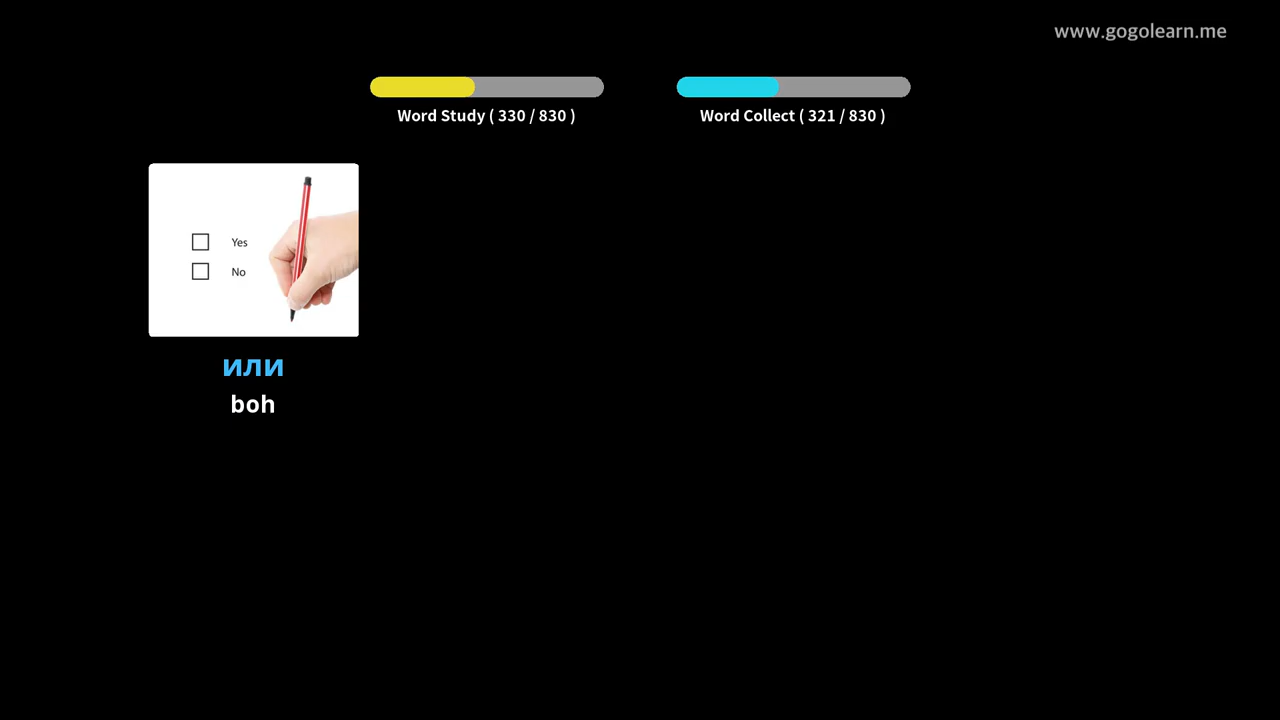 www.gogolearn.me
Word Study ( 330 / 830 )
Word Collect ( 321 / 830 )
Yes
No
или
boh